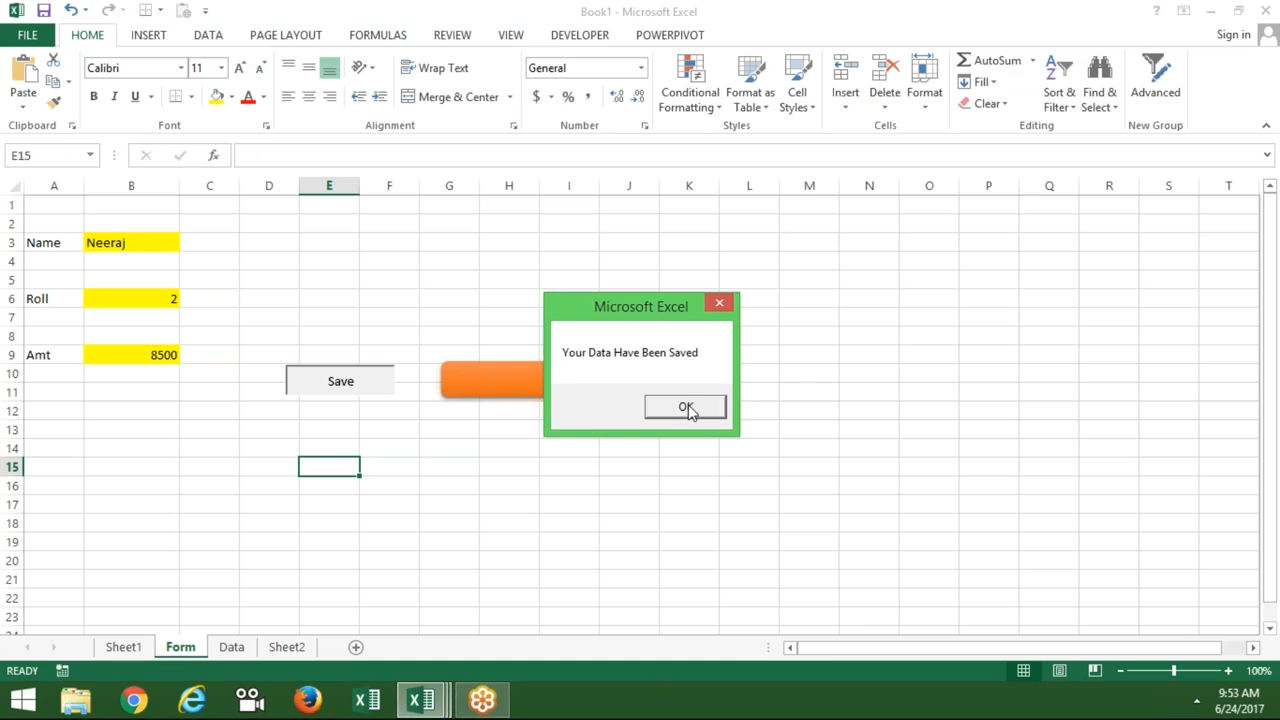 Book1 - Microsoft Excel
?
FILE HOME INSERT DATA PAGE LAYOUT FORMULAS REVIEW VIEW DEVELOPER POWERPIVOT Sign in
Calibri 11 Wrap Text General AutoSum
Fill
B I U Merge & Center $ % Clear
Paste Conditional Formatting Format as Table Cell Styles Insert Delete Format Sort & Filter Find & Select Advanced
Clipboard Font Alignment Number Styles Cells Editing New Group
E15 fx
A B C D E F G H I J K L M N O P Q R S T
1
2
3 Name Neeraj
4
5
6 Roll 2
7
8
9 Amt 8500
10
11
12
13
14
15
16
17
18
19
20
21
22
23
24
Save
Microsoft Excel
Your Data Have Been Saved
OK
Sheet1 Form Data Sheet2
READY 100%
9:53 AM
6/24/2017